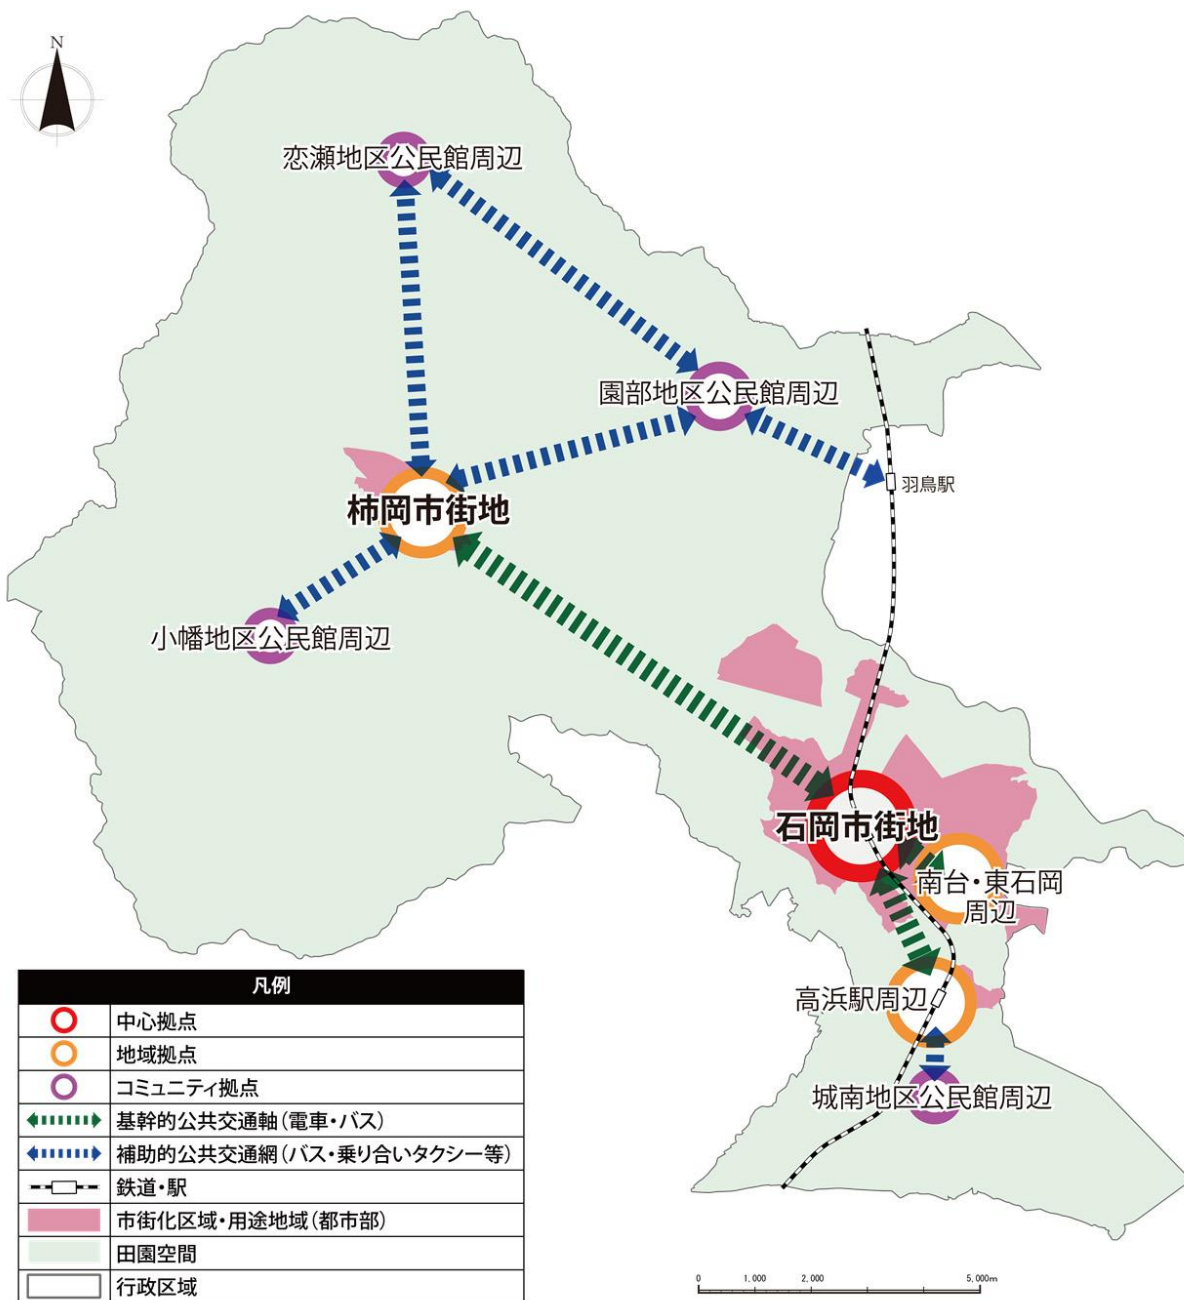 N
恋瀬地区公民館周辺
園部地区公民館周辺
羽鳥駅
柿岡市街地
小幡地区公民館周辺
石岡市街地
南台・東石岡
周辺
高浜駅周辺
城南地区公民館周辺
凡例
中心拠点
地域拠点
コミュニティ拠点
基幹的公共交通軸(電車・バス)
補助的公共交通網(バス・乗り合いタクシー等)
鉄道・駅
市街化区域・用途地域(都市部)
田園空間
行政区域
0 1,000 2,000 5,000m